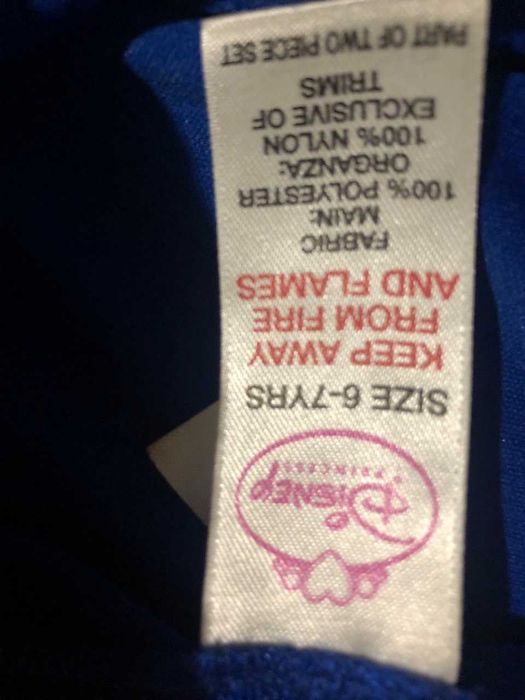 Disney
PRINCESS
SIZE 6-7YRS
KEEP AWAY
FROM FIRE
AND FLAMES
FABRIC
MAIN:
100% POLYESTER
ORGANZA:
100% NYLON
EXCLUSIVE OF
TRIMS
PART OF TWO PIECE SET